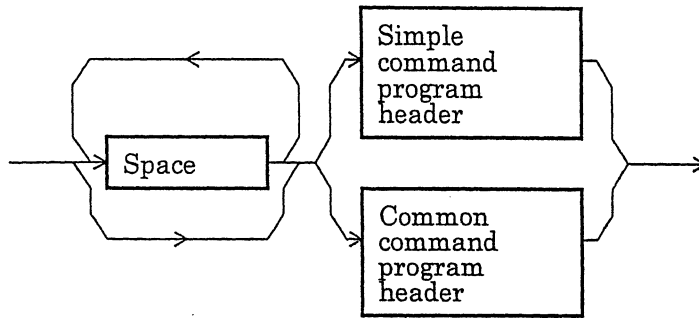 Simple
command
program
header
Space
Common
command
program
header